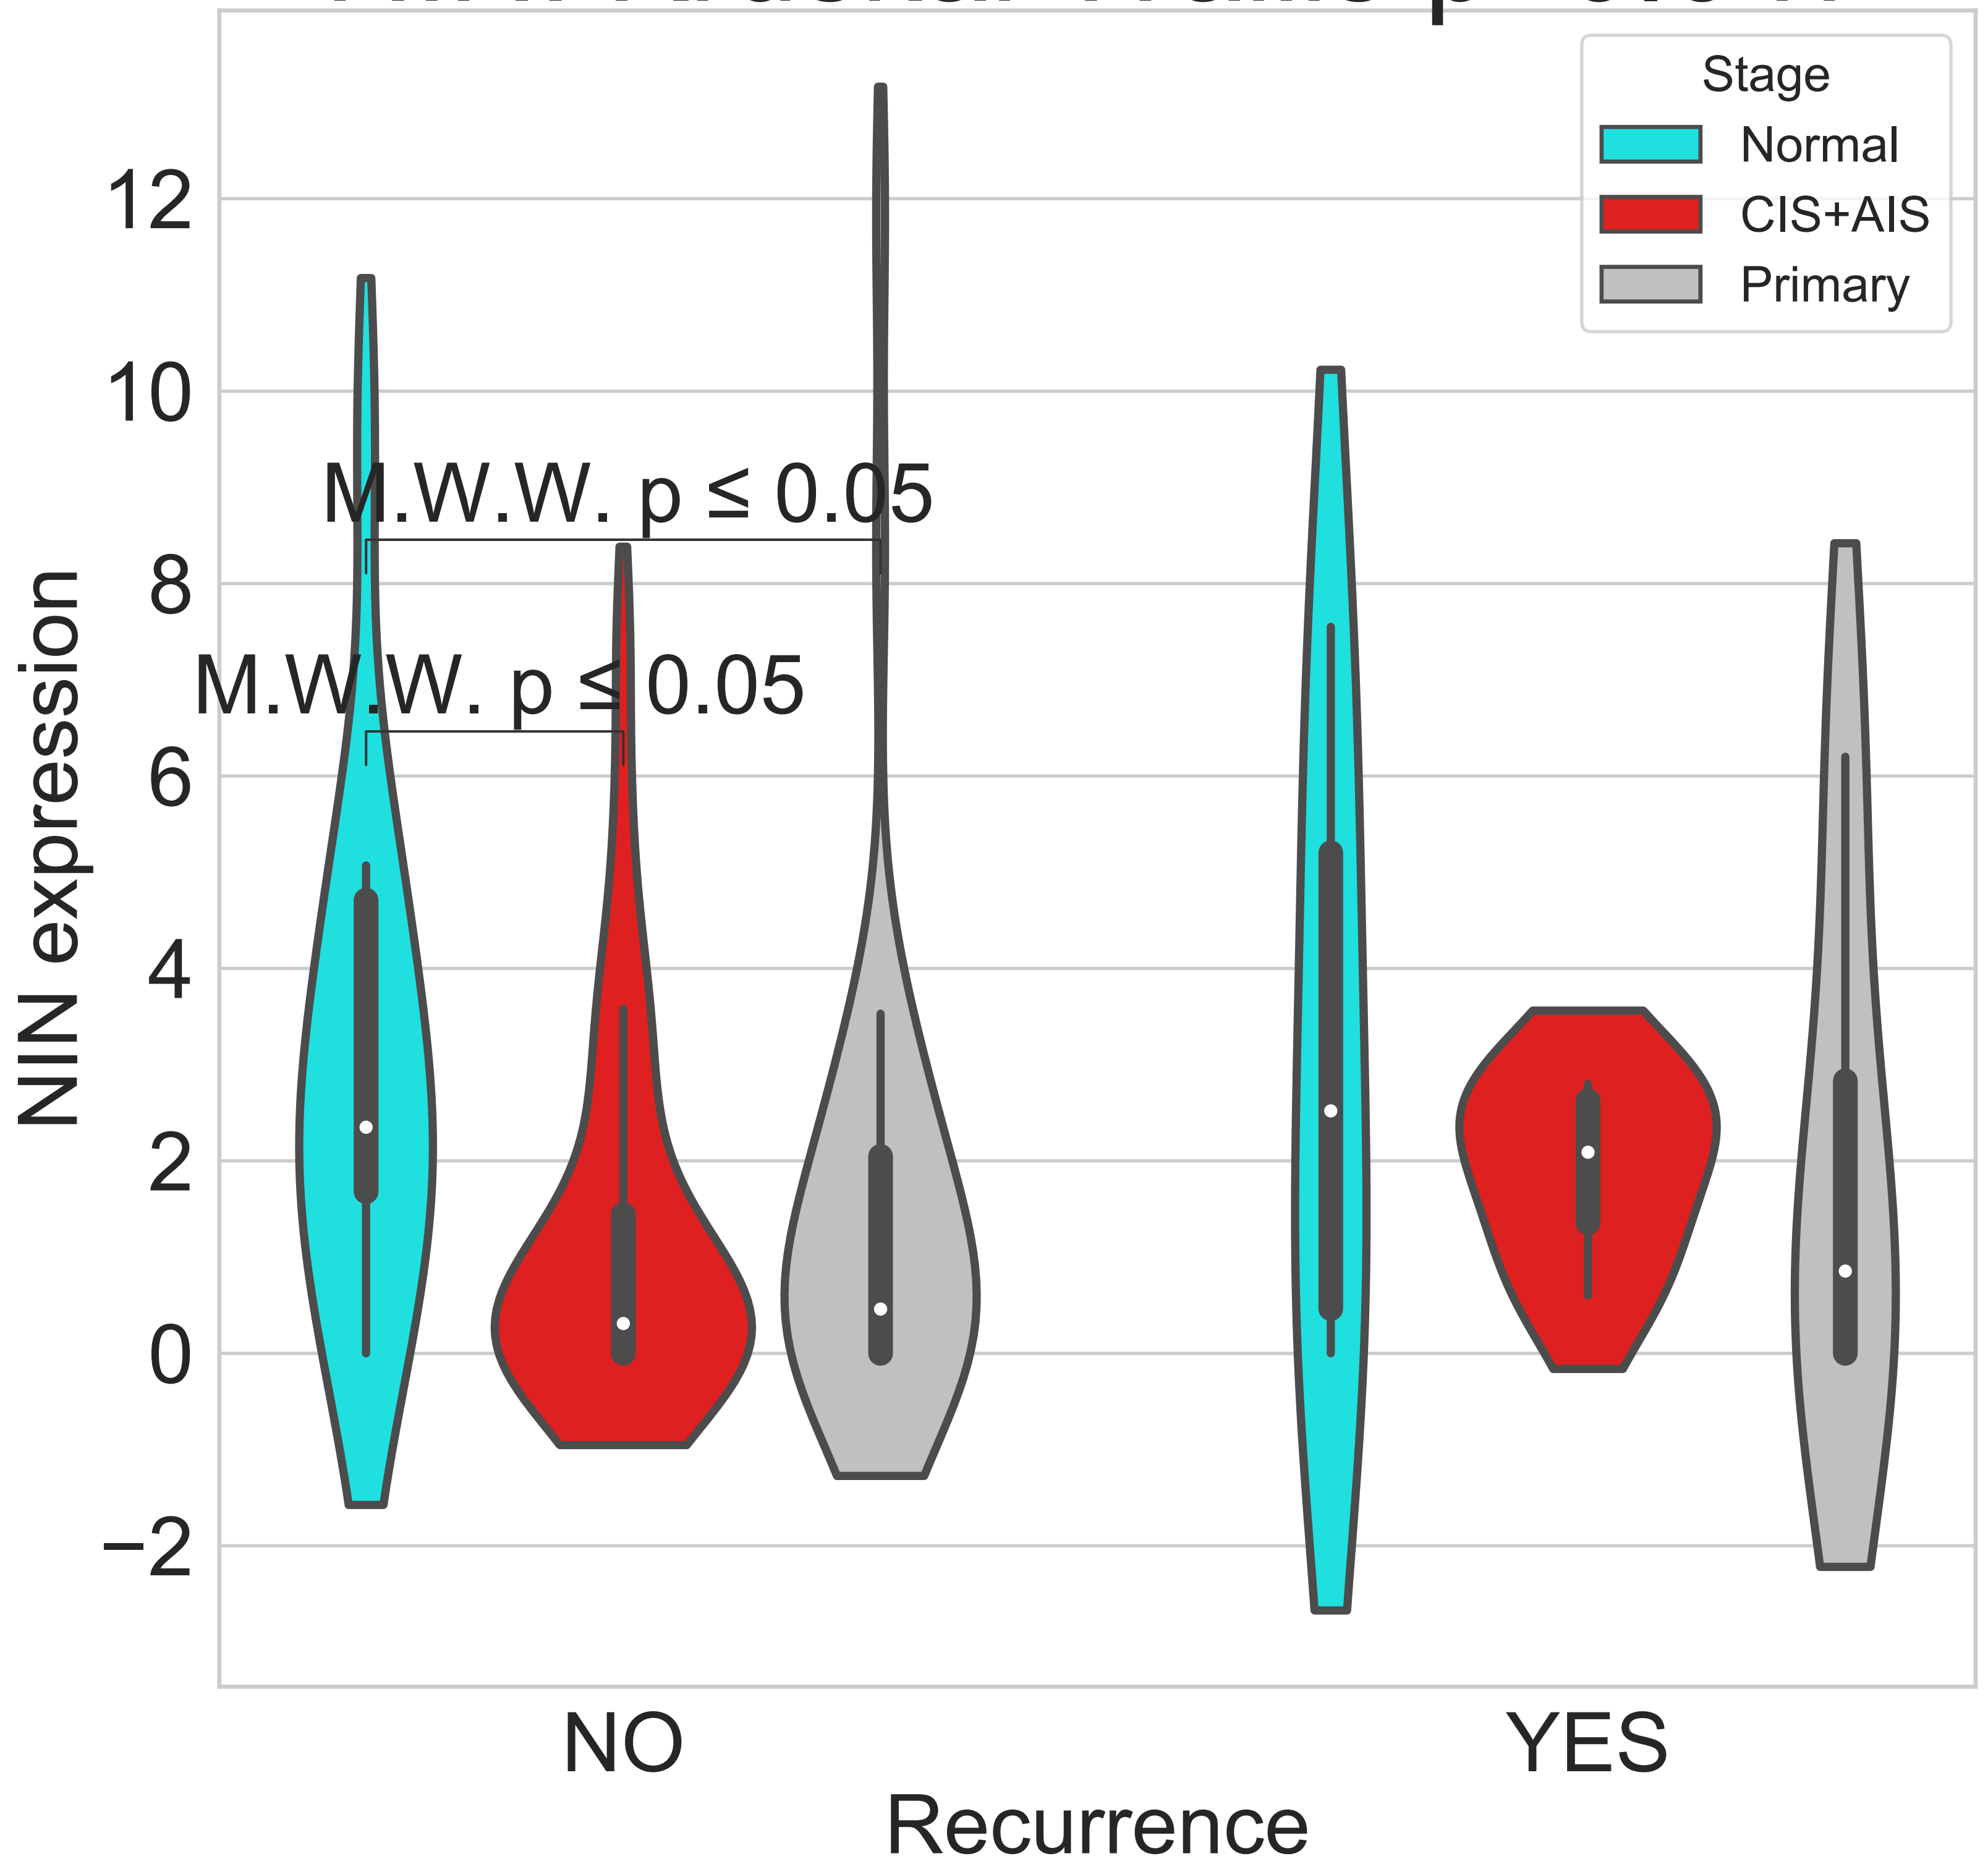 Stage
Normal
CIS+AIS
Primary
12
10
8
6
4
2
0
−2
NIN expression
M.W.W. p ≤ 0.05
M.W.W. p ≤ 0.05
NO
YES
Recurrence